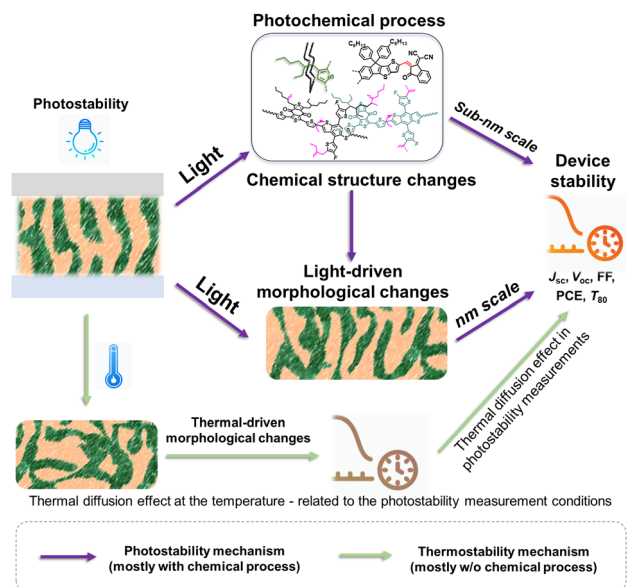 Photochemical process
C₆H₁₃
C₆H₁₃
NC
CN
Photostability
Light
Sub-nm scale
Chemical structure changes
Device
stability
Light
Light-driven
morphological changes
nm scale
Jsc, Voc, FF,
PCE, T80
Thermal-driven
morphological changes
Thermal diffusion effect in
photostability measurements
Thermal diffusion effect at the temperature - related to the photostability measurement conditions
Photostability mechanism
(mostly with chemical process)
Thermostability mechanism
(mostly w/o chemical process)